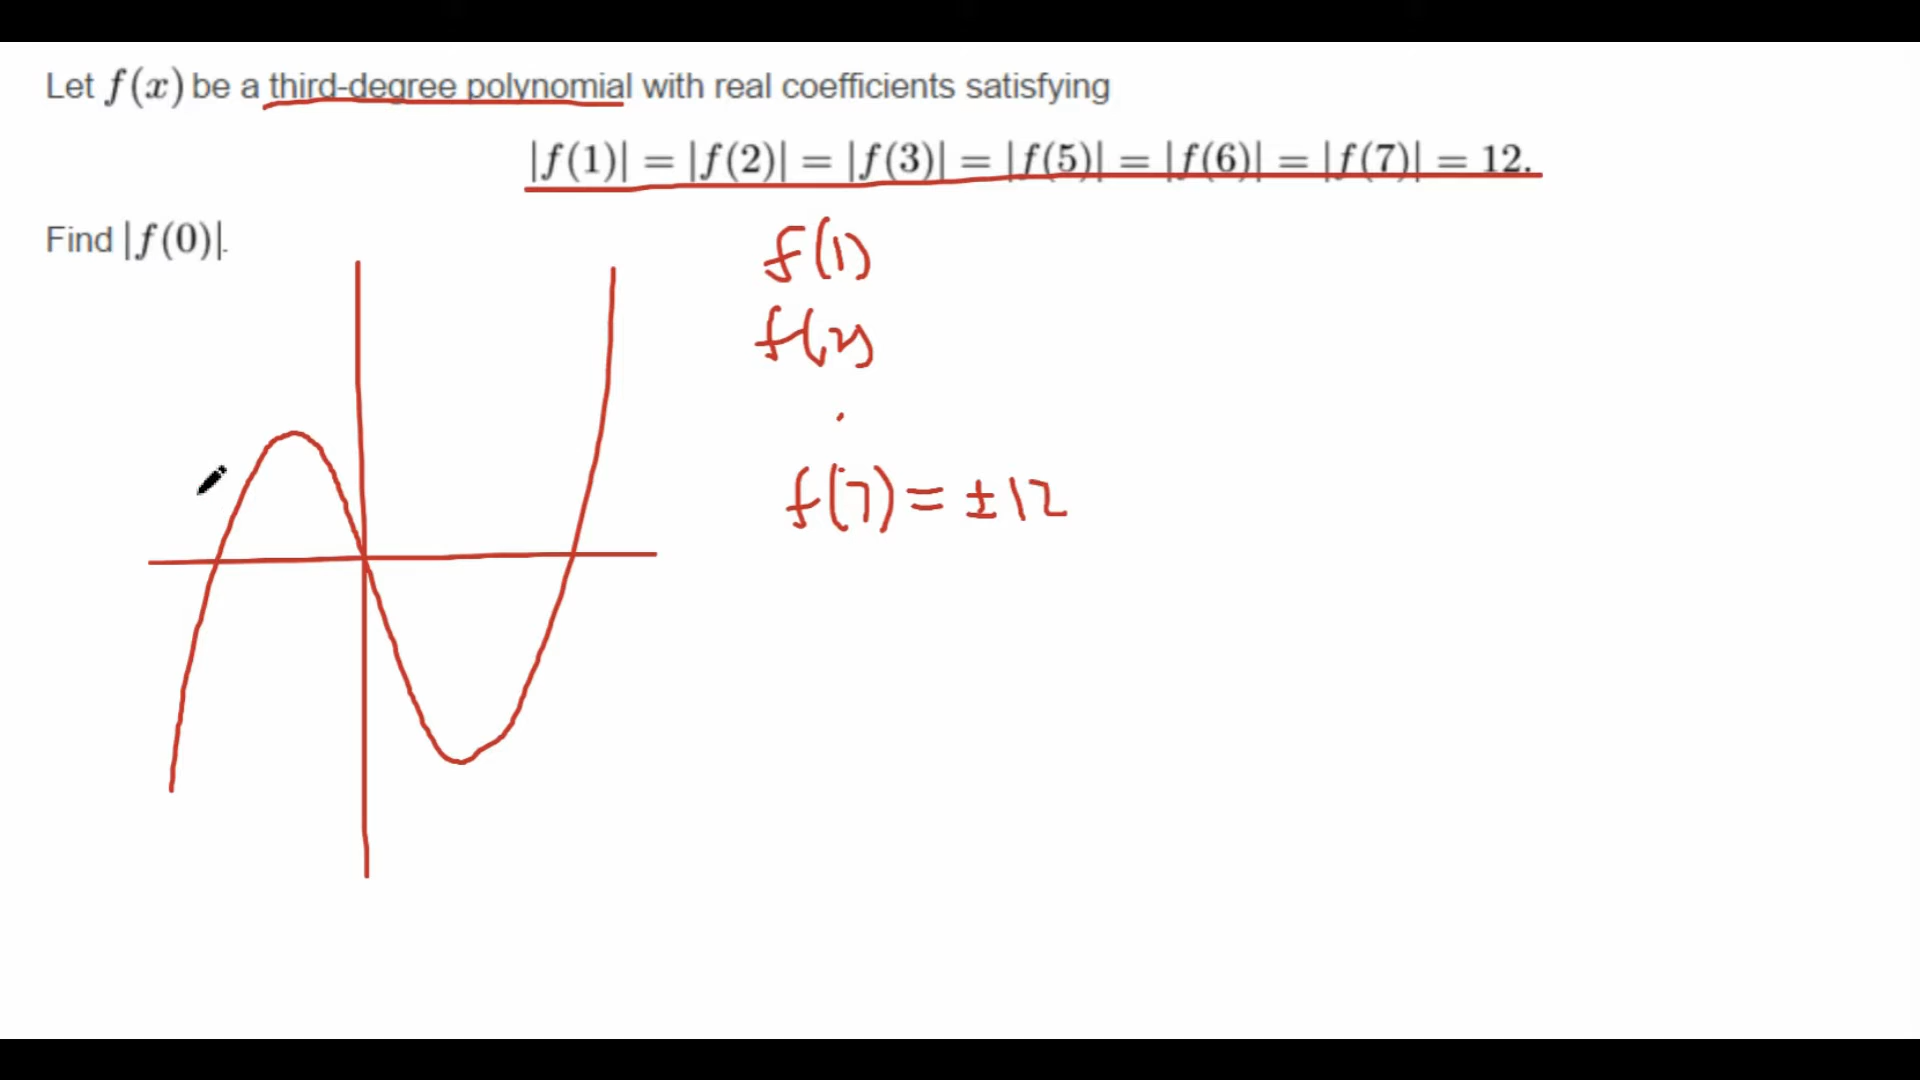 Let f(x) be a third-degree polynomial with real coefficients satisfying
|f(1)| = |f(2)| = |f(3)| = |f(5)| = |f(6)| = |f(7)| = 12.
Find |f(0)|.
f(1)
f(2)
.
f(7) = ±12